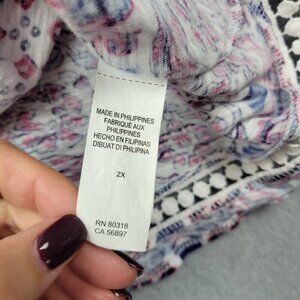 MADE IN PHILIPPINES
FABRIQUÉ AUX
PHILIPPINES
HECHO EN FILIPINAS
DIBUAT DI PHILIPINA
2X
RN 80318
CA 56897